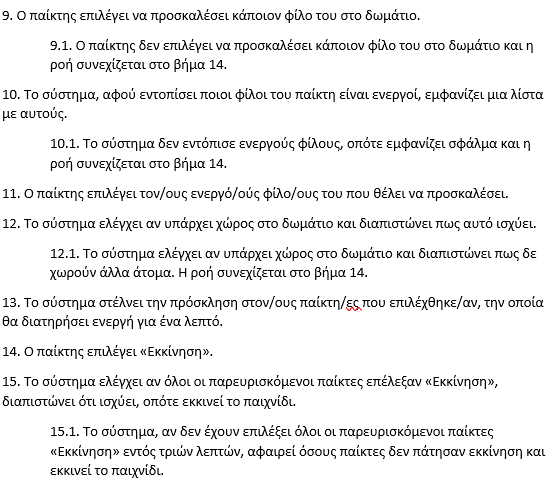 9. Ο παίκτης επιλέγει να προσκαλέσει κάποιον φίλο του στο δωμάτιο.
9.1. Ο παίκτης δεν επιλέγει να προσκαλέσει κάποιον φίλο του στο δωμάτιο και η
ροή συνεχίζεται στο βήμα 14.
10. Το σύστημα, αφού εντοπίσει ποιοι φίλοι του παίκτη είναι ενεργοί, εμφανίζει μια λίστα
με αυτούς.
10.1. Το σύστημα δεν εντόπισε ενεργούς φίλους, οπότε εμφανίζει σφάλμα και η
ροή συνεχίζεται στο βήμα 14.
11. Ο παίκτης επιλέγει τον/ους ενεργό/ούς φίλο/ους του που θέλει να προσκαλέσει.
12. Το σύστημα ελέγχει αν υπάρχει χώρος στο δωμάτιο και διαπιστώνει πως αυτό ισχύει.
12.1. Το σύστημα ελέγχει αν υπάρχει χώρος στο δωμάτιο και διαπιστώνει πως δε
χωρούν άλλα άτομα. Η ροή συνεχίζεται στο βήμα 14.
13. Το σύστημα στέλνει την πρόσκληση στον/ους παίκτη/ες που επιλέχθηκε/αν, την οποία
θα διατηρήσει ενεργή για ένα λεπτό.
14. Ο παίκτης επιλέγει «Εκκίνηση».
15. Το σύστημα ελέγχει αν όλοι οι παρευρισκόμενοι παίκτες επέλεξαν «Εκκίνηση»,
διαπιστώνει ότι ισχύει, οπότε εκκινεί το παιχνίδι.
15.1. Το σύστημα, αν δεν έχουν επιλέξει όλοι οι παρευρισκόμενοι παίκτες
«Εκκίνηση» εντός τριών λεπτών, αφαιρεί όσους παίκτες δεν πάτησαν εκκίνηση και
εκκινεί το παιχνίδι.